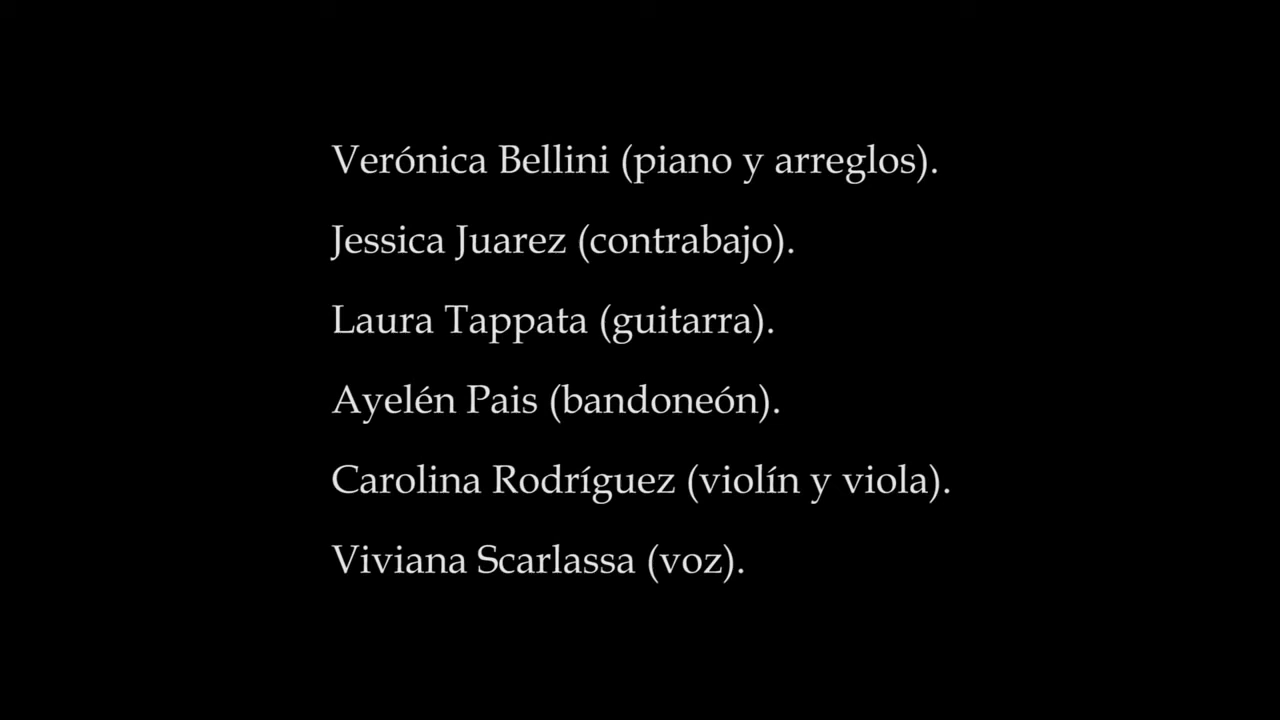 Verónica Bellini (piano y arreglos).
Jessica Juarez (contrabajo).
Laura Tappata (guitarra).
Ayelén Pais (bandoneón).
Carolina Rodríguez (violín y viola).
Viviana Scarlassa (voz).